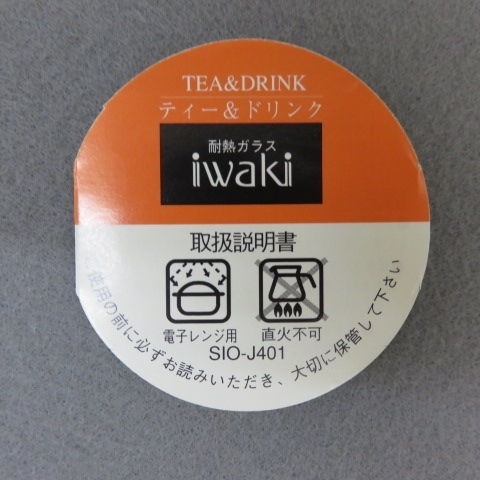 TEA&DRINK
ティー&ドリンク
耐熱ガラス
iwaki
取扱説明書
電子レンジ用
直火不可
SIO-J401
使用の前に必ずお読みいただき、大切に保管して下さい